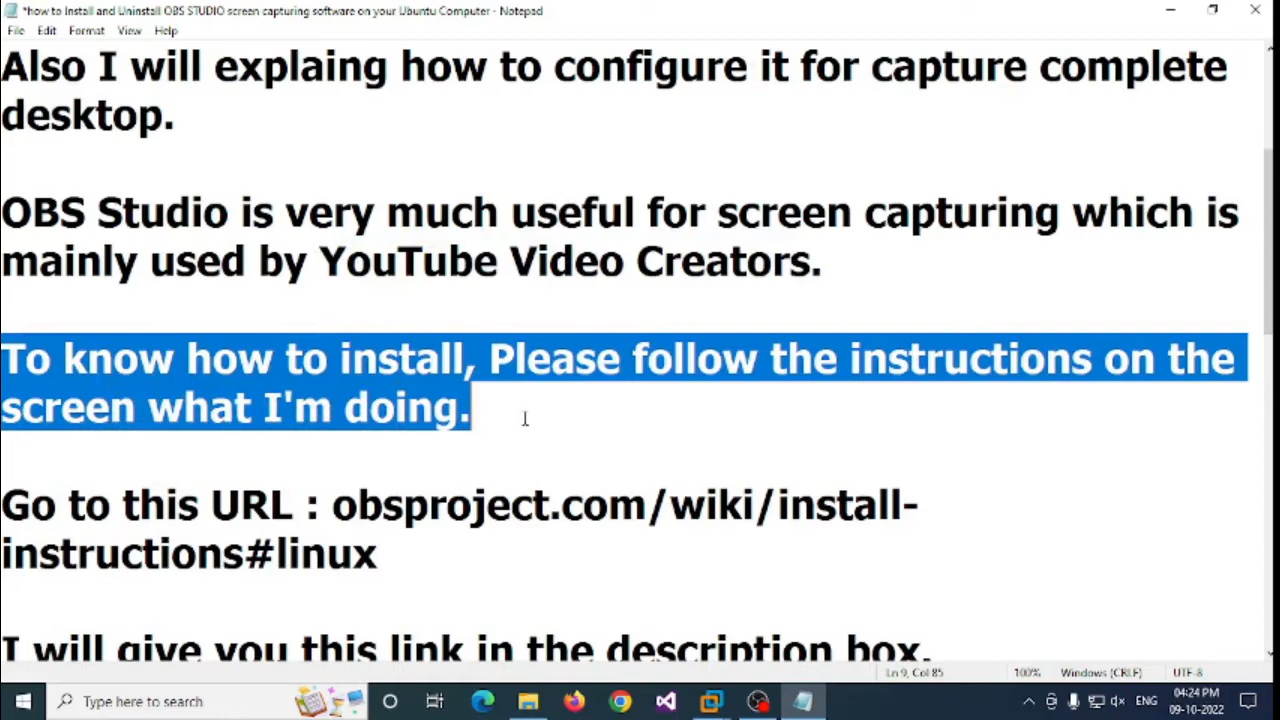 *how to Install and Uninstall OBS STUDIO screen capturing software on your Ubuntu Computer - Notepad
File Edit Format View Help
Also I will explaing how to configure it for capture complete
desktop.
OBS Studio is very much useful for screen capturing which is
mainly used by YouTube Video Creators.
To know how to install, Please follow the instructions on the
screen what I'm doing.
Go to this URL : obsproject.com/wiki/install-
instructions#linux
I will give you this link in the description box.
Ln 9, Col 85 100% Windows (CRLF) UTF-8
Type here to search
ENG
04:24 PM
09-10-2022